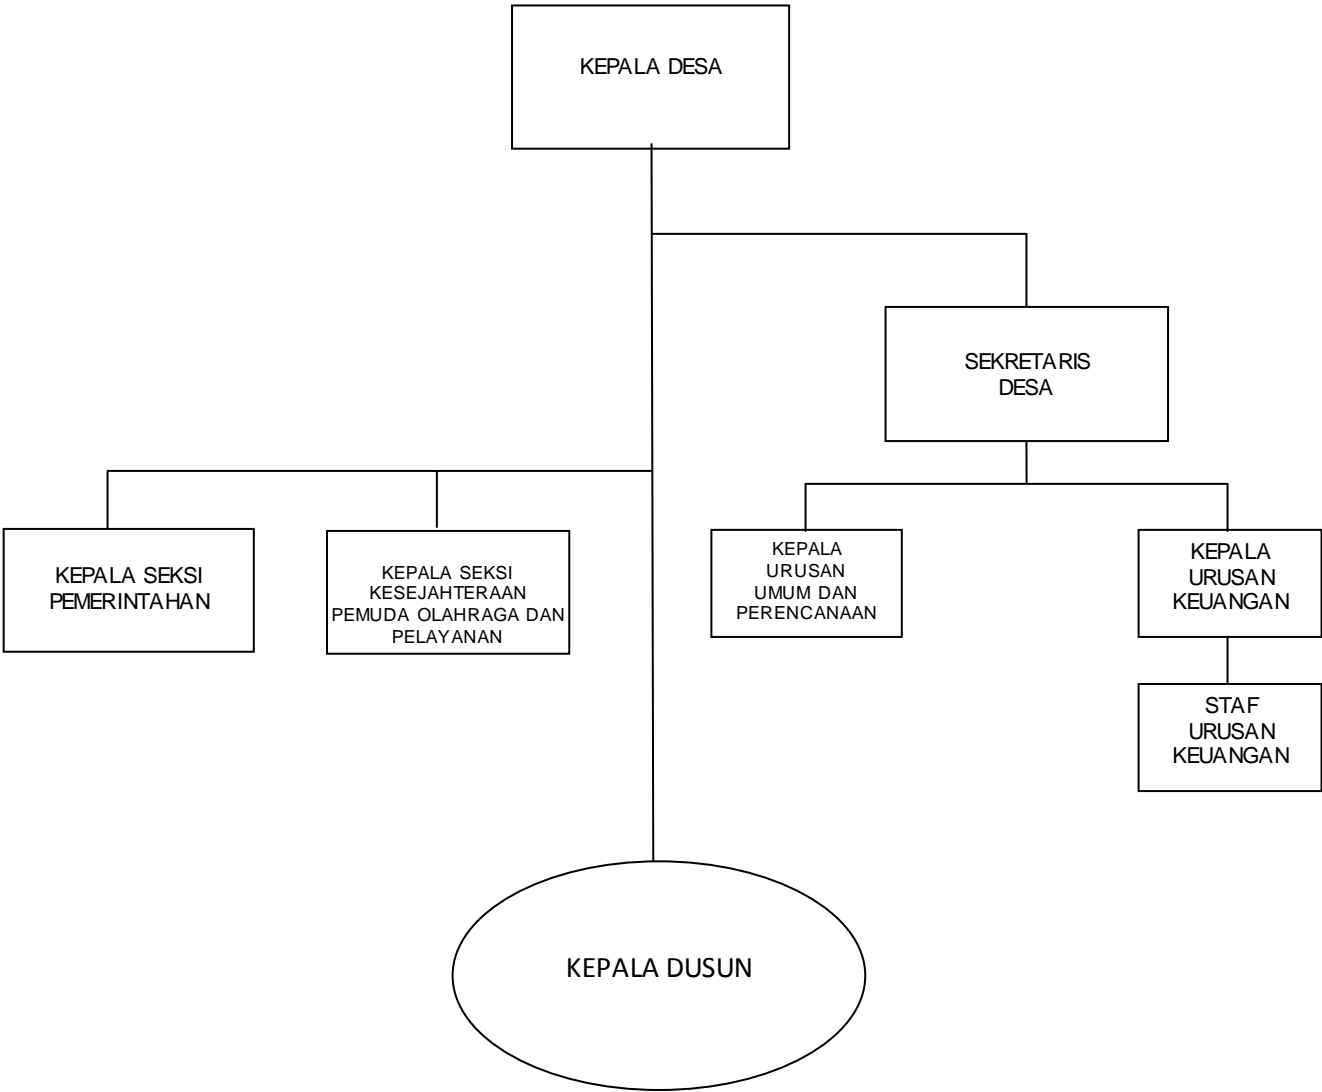 KEPALA DESA
SEKRETARIS
DESA
KEPALA SEKSI
PEMERINTAHAN
KEPALA SEKSI
KESEJAHTERAAN
PEMUDA OLAHRAGA DAN
PELAYANAN
KEPALA
URUSAN
UMUM DAN
PERENCANAAN
KEPALA
URUSAN
KEUANGAN
STAF
URUSAN
KEUANGAN
KEPALA DUSUN